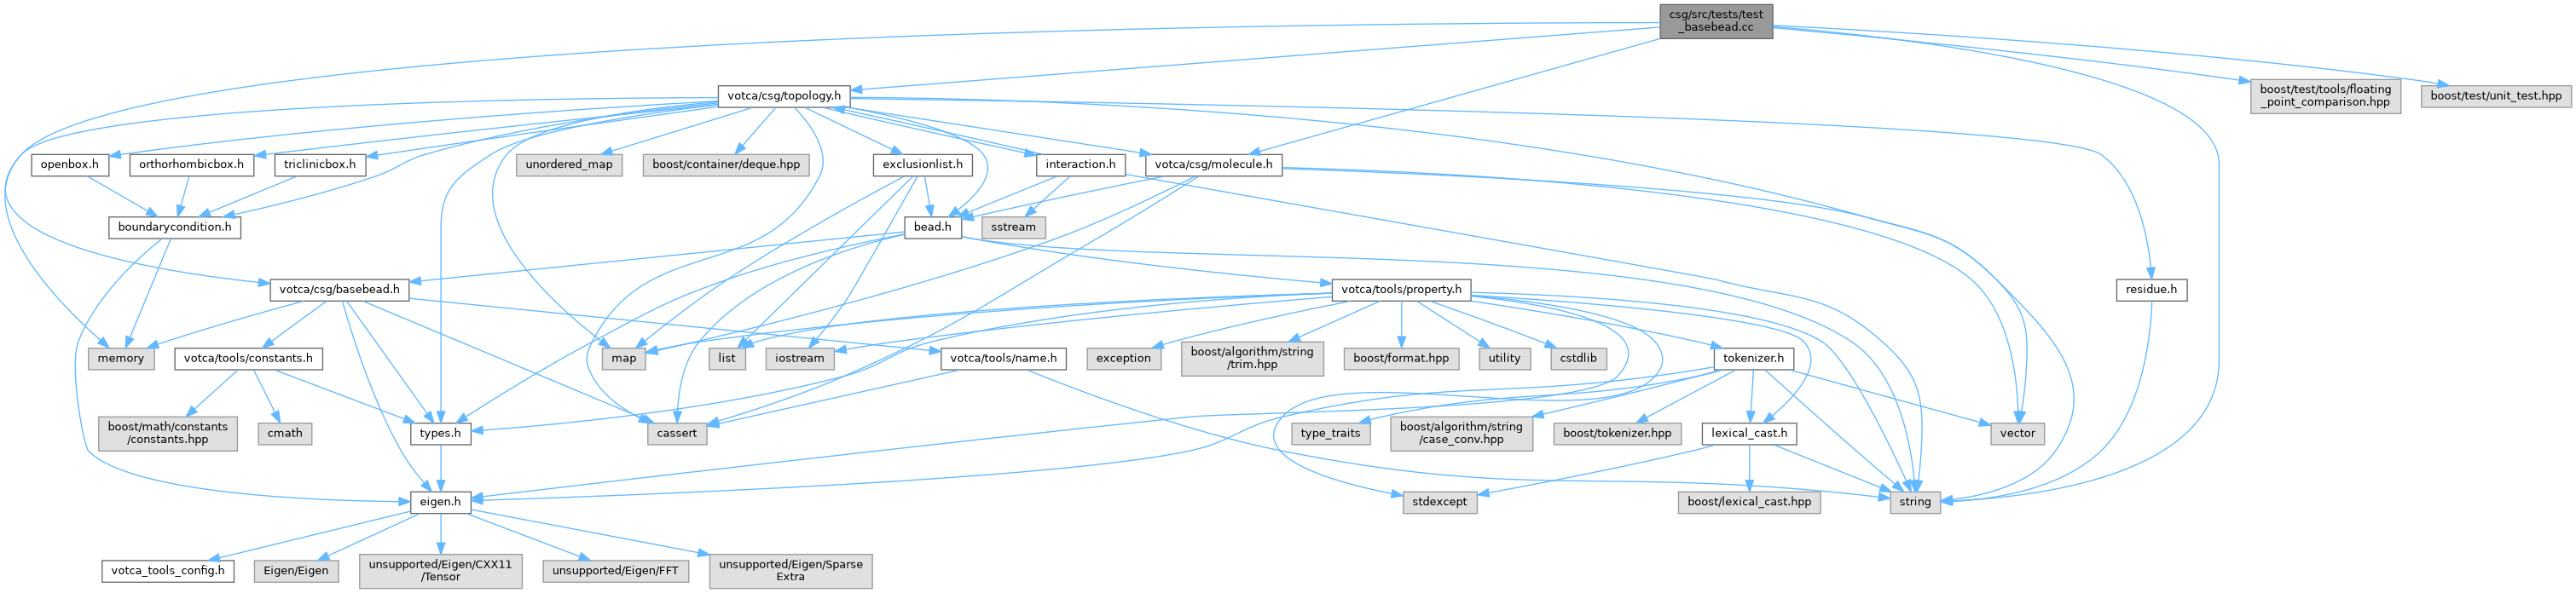 csg/src/tests/test
_basebead.cc
votca/csg/topology.h
boost/test/tools/floating
_point_comparison.hpp
boost/test/unit_test.hpp
openbox.h
orthorhombicbox.h
triclinicbox.h
unordered_map
boost/container/deque.hpp
exclusionlist.h
interaction.h
votca/csg/molecule.h
boundarycondition.h
bead.h
sstream
votca/csg/basebead.h
votca/tools/property.h
residue.h
memory
votca/tools/constants.h
map
list
iostream
votca/tools/name.h
exception
boost/algorithm/string
/trim.hpp
boost/format.hpp
utility
cstdlib
tokenizer.h
boost/math/constants
/constants.hpp
cmath
types.h
cassert
type_traits
boost/algorithm/string
/case_conv.hpp
boost/tokenizer.hpp
lexical_cast.h
vector
eigen.h
stdexcept
boost/lexical_cast.hpp
string
votca_tools_config.h
Eigen/Eigen
unsupported/Eigen/CXX11
/Tensor
unsupported/Eigen/FFT
unsupported/Eigen/Sparse
Extra